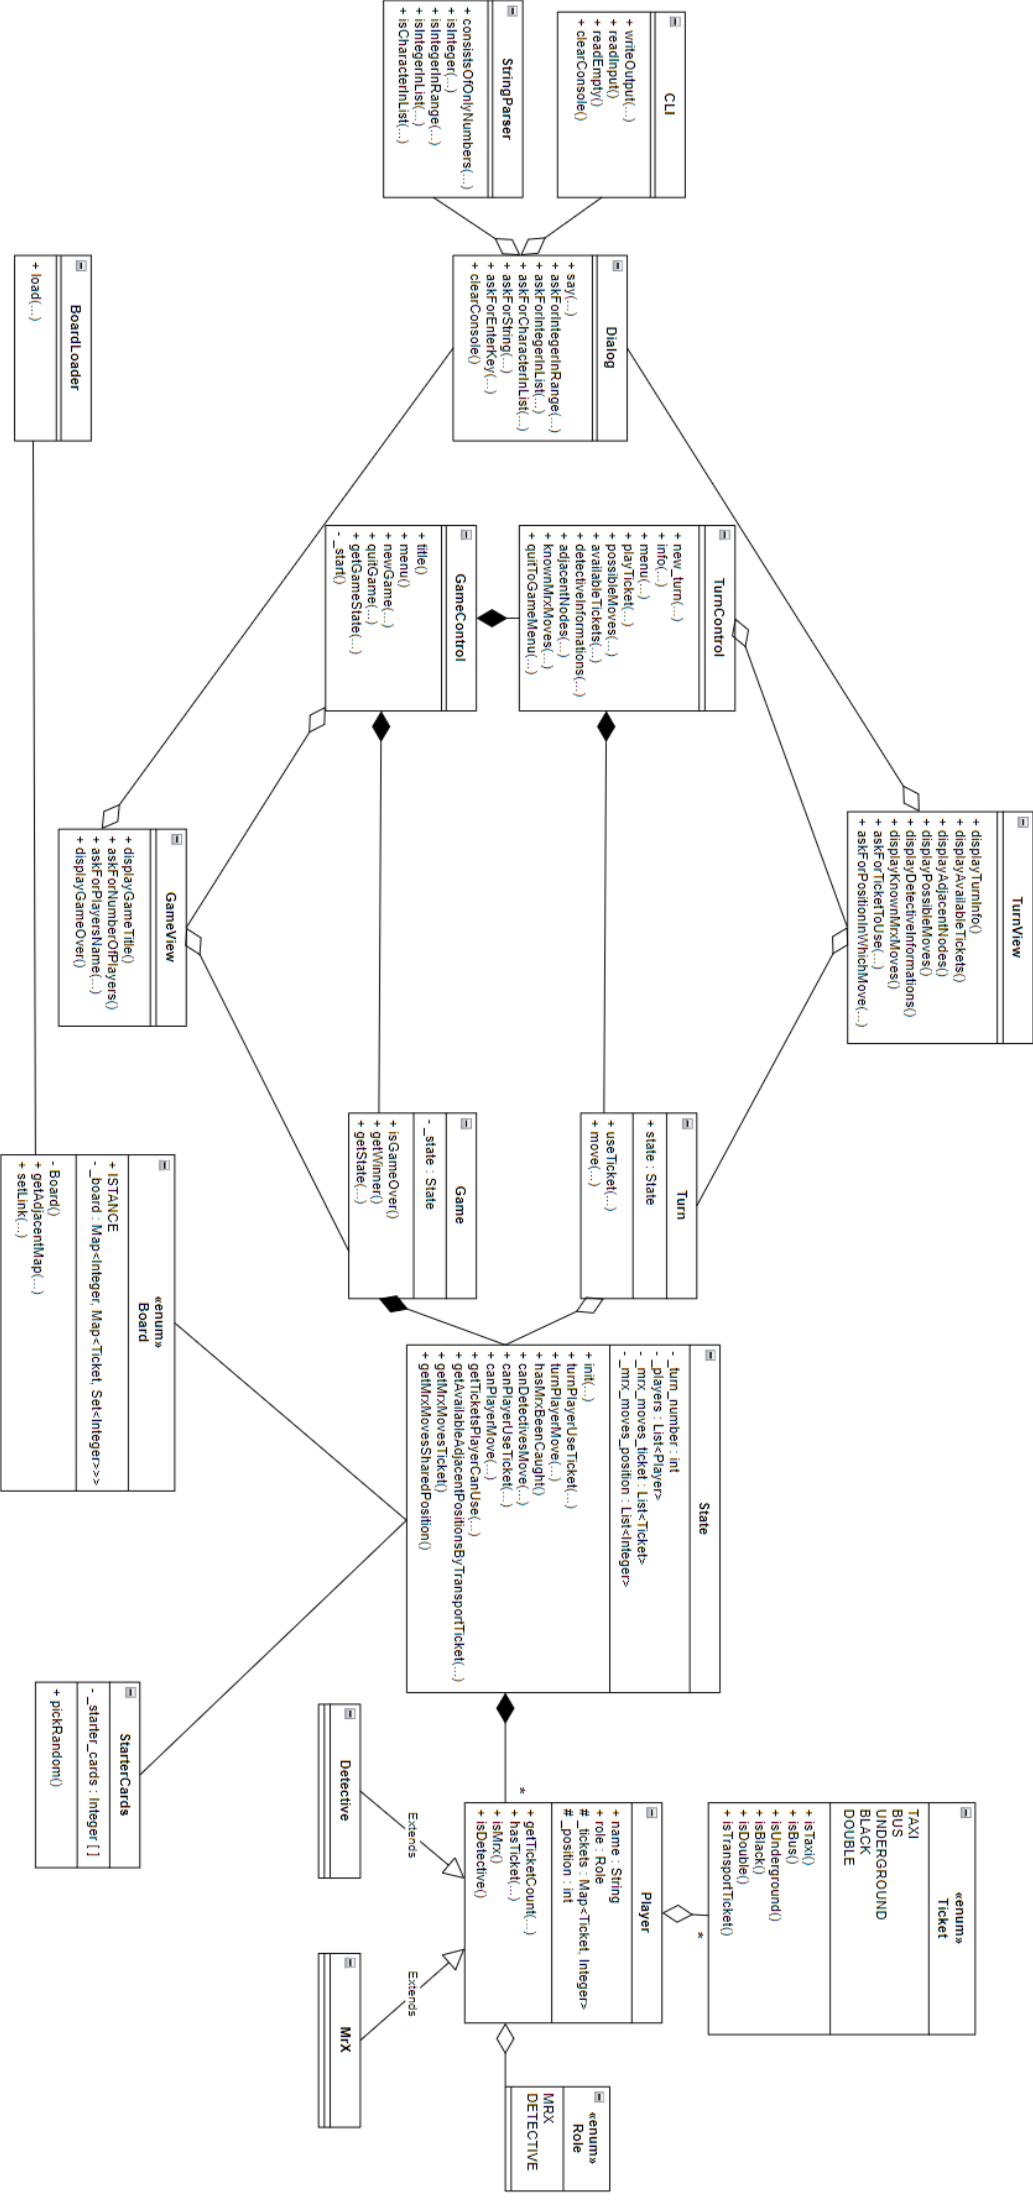 CLI
+ writeOutput(...)
+ readInput()
+ readEmpty()
+ clearConsole()
StringParser
+ consistsOfOnlyNumbers(...)
+ isInteger(...)
+ isIntegerInRange(...)
+ isIntegerInList(...)
+ isCharacterInList(...)
Dialog
+ say(...)
+ askForIntegerInRange(...)
+ askForIntegerInList(...)
+ askForCharacterInList(...)
+ askForString(...)
+ askForEnterKey(...)
+ clearConsole()
BoardLoader
+ load(...)
TurnControl
+ new_turn(...)
+ info(...)
+ menu(...)
+ playTicket(...)
+ possibleMoves(...)
+ availableTickets(...)
+ detectiveInformations(...)
+ adjacentNodes(...)
+ knownMrxMoves(...)
+ quitToGameMenu(...)
GameControl
+ title()
+ menu()
+ newGame(...)
+ quitGame(...)
+ getGameState(...)
- _start()
TurnView
+ displayTurnInfo()
+ displayAvailableTickets()
+ displayAdjacentNodes()
+ displayPossibleMoves()
+ displayDetectiveInformations()
+ displayKnownMrxMoves()
+ askForTicketToUse(...)
+ askForPositionInWhichMove(...)
GameView
+ displayGameTitle()
+ askForNumberOfPlayers()
+ askForPlayersName(...)
+ displayGameOver()
Turn
+ state : State
+ useTicket(...)
+ move(...)
Game
- _state : State
+ isGameOver()
+ getWinner()
+ getState(...)
«enum»
Board
+ ISTANCE
- _board : Map<Integer, Map<Ticket, Set<Integer>>>
- Board()
+ getAdjacentMap(...)
+ setLink(...)
State
- _turn_number : int
- _players : List<Player>
- _mrx_moves_ticket : List<Ticket>
- _mrx_moves_position : List<Integer>
+ init(...)
+ turnPlayerUseTicket(...)
+ turnPlayerMove(...)
+ hasMrxBeenCaught()
+ canDetectivesMove(...)
+ canPlayerUseTicket(...)
+ canPlayerMove(...)
+ getTicketsPlayerCanUse(...)
+ getAvailableAdjacentPositionsByTransportTicket(...)
+ getMrxMovesTicket()
+ getMrxMovesSharedPosition()
StarterCards
- _starter_cards : Integer [ ]
+ pickRandom()
«enum»
Ticket
TAXI
BUS
UNDERGROUND
BLACK
DOUBLE
+ isTaxi()
+ isBus()
+ isUnderground()
+ isBlack()
+ isDouble()
+ isTransportTicket()
*
*
Player
+ name : String
+ role : Role
# _tickets : Map<Ticket, Integer>
# _position : int
+ getTicketCount(...)
+ hasTicket(...)
+ isMrx()
+ isDetective()
Extends
Extends
Detective
MrX
«enum»
Role
MRX
DETECTIVE